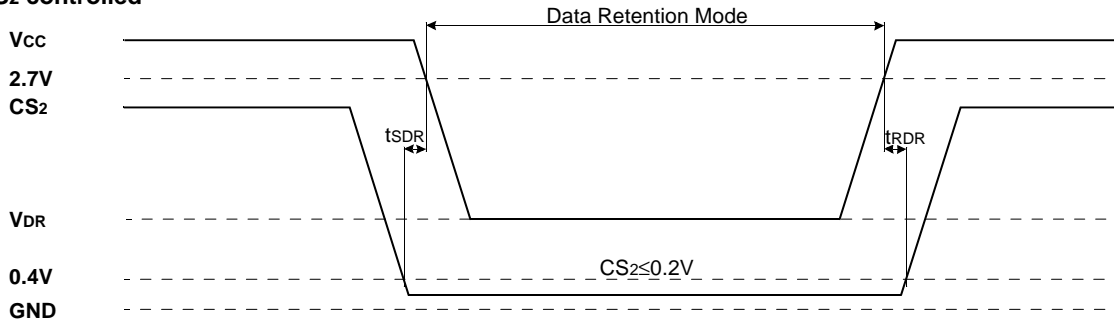 CS2 controlled
Data Retention Mode
VCC
2.7V
CS2
tSDR
tRDR
VDR
0.4V
CS2≤0.2V
GND